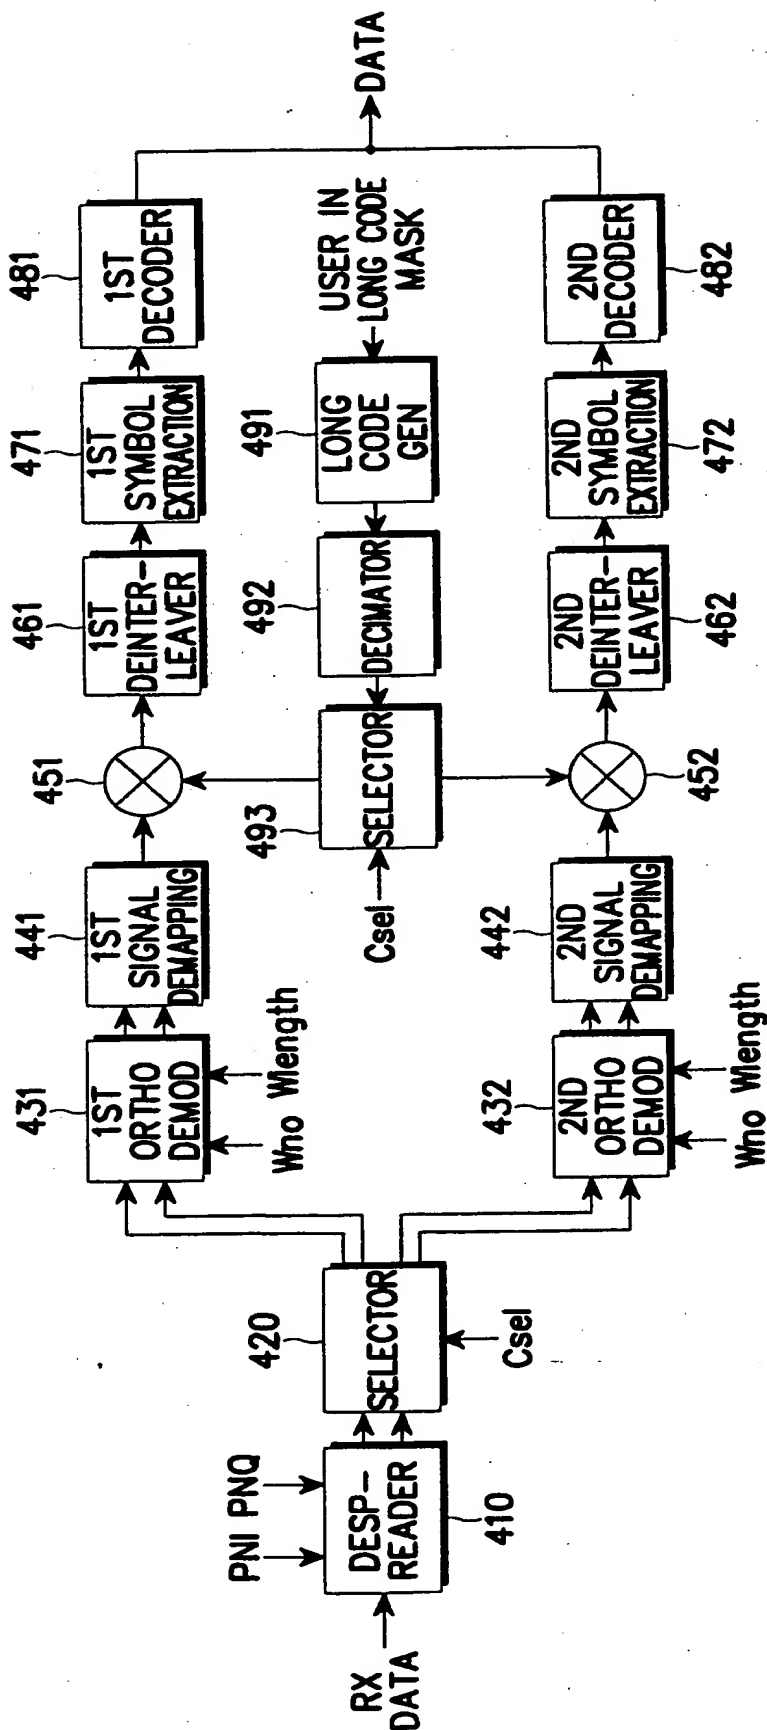 RX
DATA
PNI PNQ
DESP-
READER
410
SELECTOR
420
Csel
1ST
ORTHO
DEMOD
431
Wno Wlength
1ST
SIGNAL
DEMAPPING
441
451
1ST
DEINTER-
LEAVER
461
1ST
SYMBOL
EXTRACTION
471
1ST
DECODER
481
Csel
SELECTOR
493
DECIMATOR
492
LONG
CODE
GEN
491
USER IN
LONG CODE
MASK
2ND
ORTHO
DEMOD
432
Wno Wlength
2ND
SIGNAL
DEMAPPING
442
452
2ND
DEINTER-
LEAVER
462
2ND
SYMBOL
EXTRACTION
472
2ND
DECODER
482
DATA